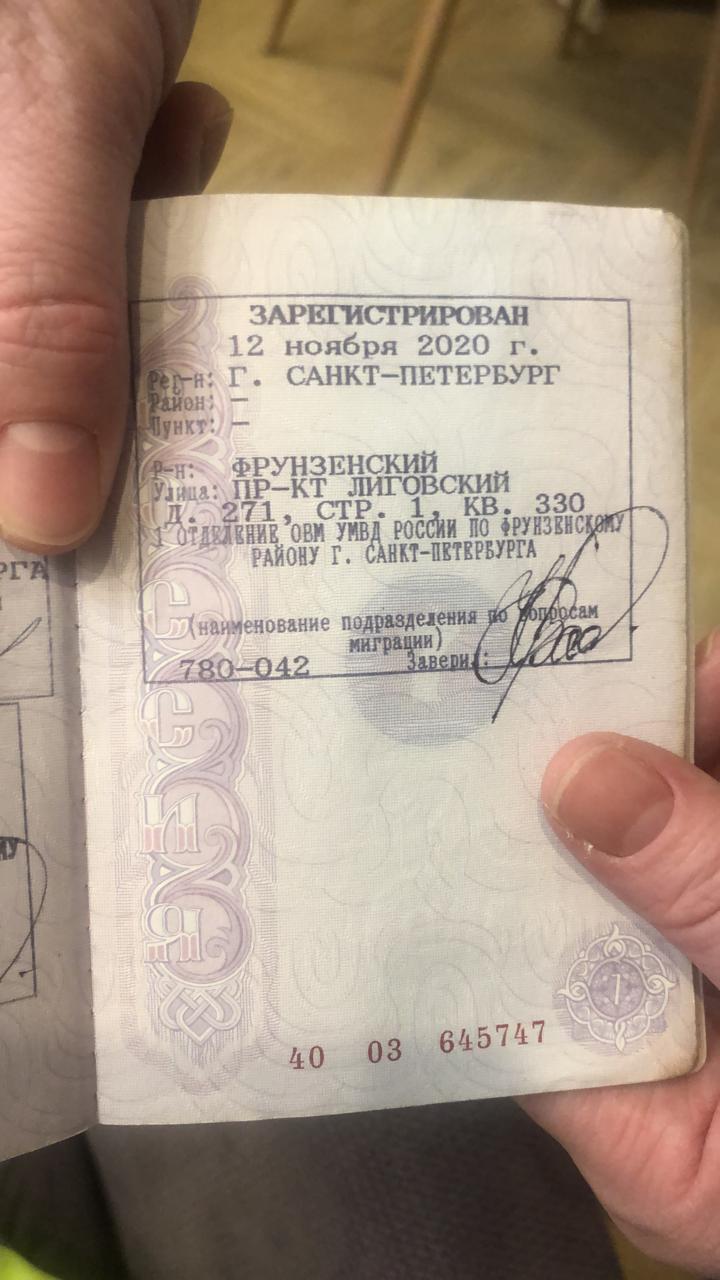 ЗАРЕГИСТРИРОВАН
12 ноября 2020 г.
Рег-н: Г. САНКТ-ПЕТЕРБУРГ
Район: —
Пункт: —
Р-н: ФРУНЗЕНСКИЙ
Улица: ПР-КТ ЛИГОВСКИЙ
Д. 271, СТР. 1, КВ. 330
1 ОТДЕЛЕНИЕ ОВМ УМВД РОССИИ ПО ФРУНЗЕНСКОМУ
РАЙОНУ Г. САНКТ-ПЕТЕРБУРГА
(наименование подразделения по вопросам
миграции)
780-042 Заверил:
7
40 03 645747